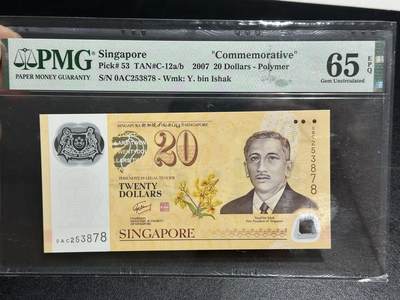 PMG
PAPER MONEY GUARANTY
Singapore "Commemorative"
Pick# 53 TAN#C-12a/b 2007 20 Dollars - Polymer
S/N 0AC253878 - Wmk: Y. bin Ishak
65 EPQ
Gem Uncirculated
20
TWENTY
DOLLARS
SINGAPORE
0AC253878
0AC253878